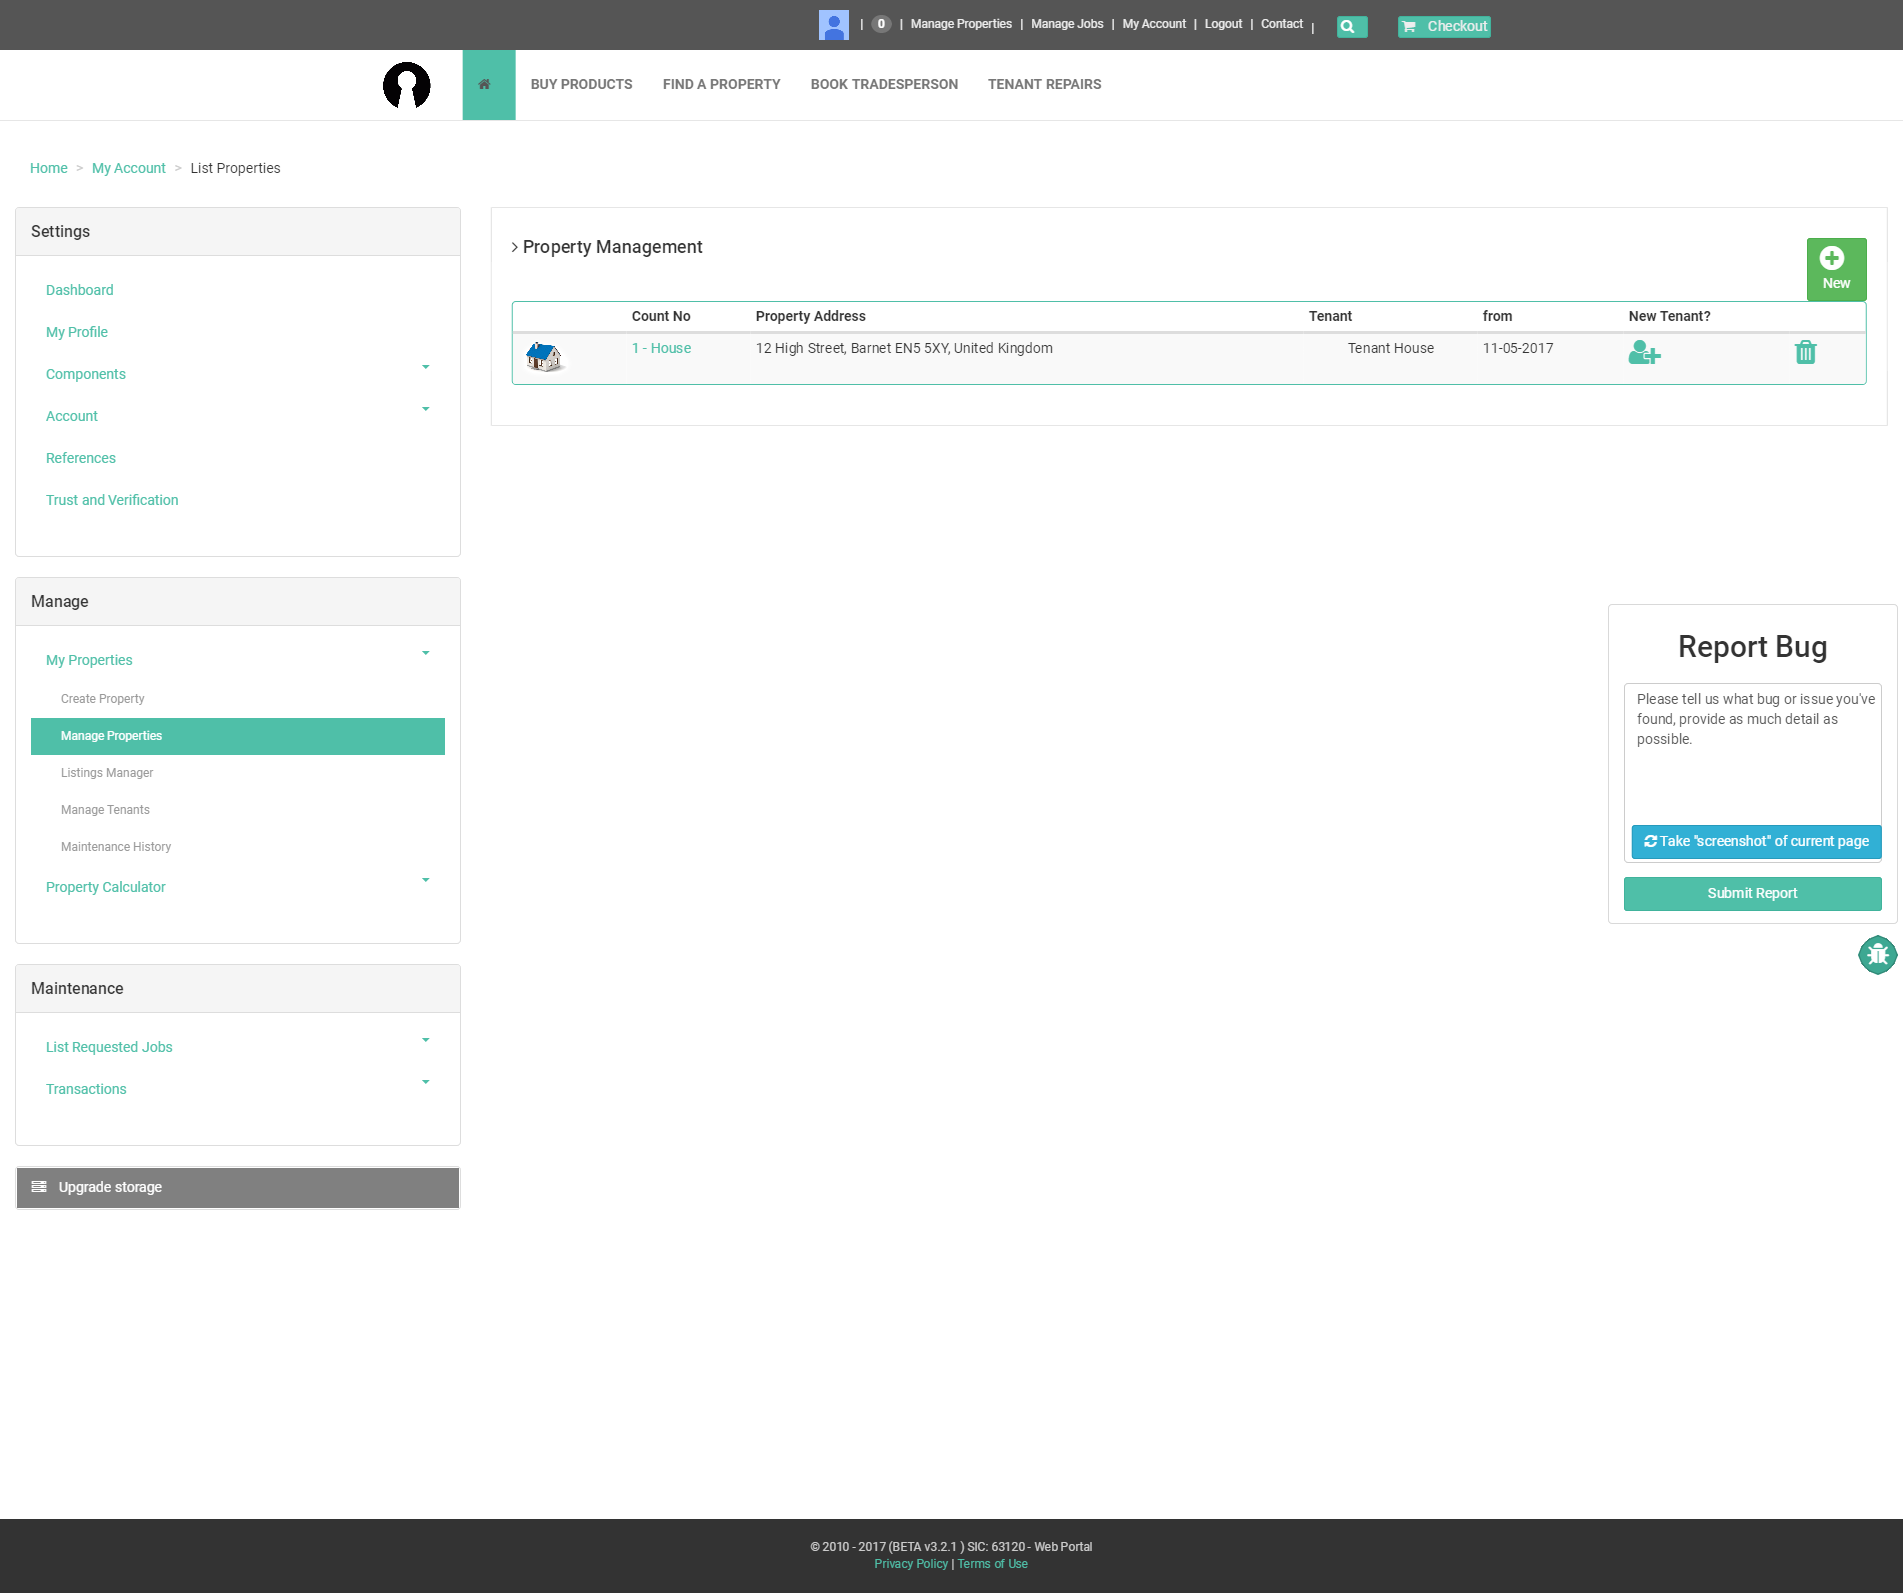 | 0 | Manage Properties | Manage Jobs | My Account | Logout | Contact | Checkout
BUY PRODUCTS FIND A PROPERTY BOOK TRADESPERSON TENANT REPAIRS
Home > My Account > List Properties
Settings
Dashboard
My Profile
Components
Account
References
Trust and Verification
Manage
My Properties
Create Property
Manage Properties
Listings Manager
Manage Tenants
Maintenance History
Property Calculator
Maintenance
List Requested Jobs
Transactions
Upgrade storage
Property Management
New
Count No Property Address Tenant from New Tenant?
1 - House 12 High Street, Barnet EN5 5XY, United Kingdom Tenant House 11-05-2017
Report Bug
Please tell us what bug or issue you've
found, provide as much detail as
possible.
Take "screenshot" of current page
Submit Report
© 2010 - 2017 (BETA v3.2.1 ) SIC: 63120 - Web Portal
Privacy Policy | Terms of Use